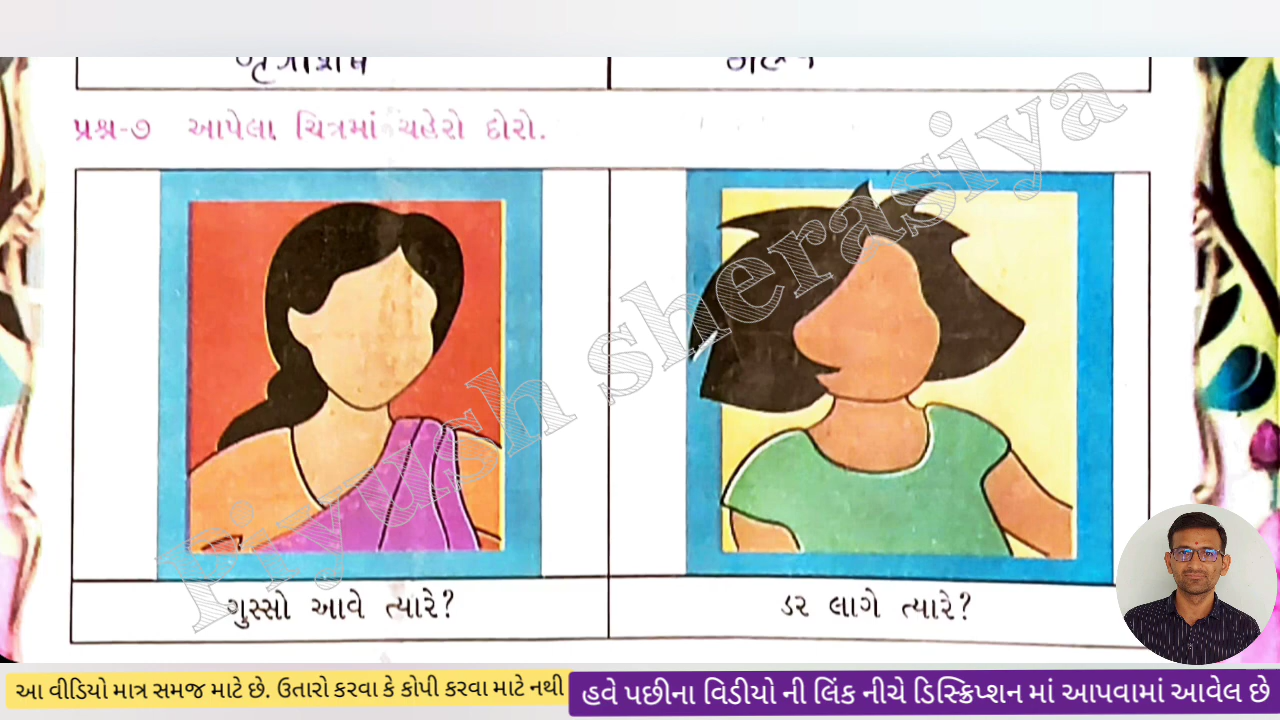 પ્રશ્ન-૭ આપેલા ચિત્રમાં ચહેરો દોરો.
Piyush sherasiya
ગુસ્સો આવે ત્યારે?
ડર લાગે ત્યારે?
આ વીડિયો માત્ર સમજ માટે છે. ઉતારો કરવા કે કોપી કરવા માટે નથી
હવે પછીના વિડીયો ની લિંક નીચે ડિસ્ક્રિપ્શન માં આપવામાં આવેલ છે